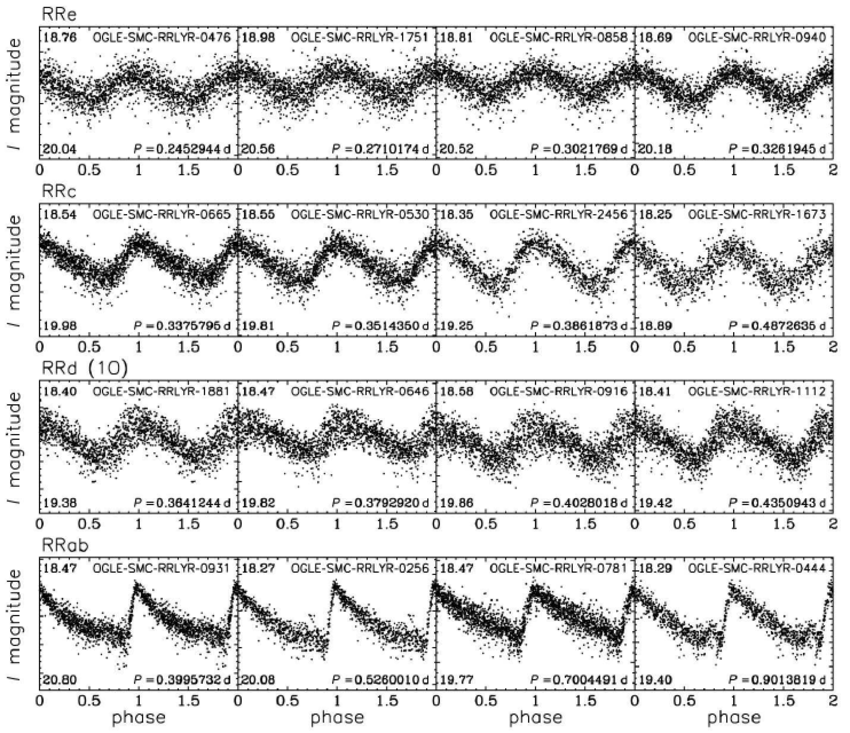 RRe
18.76 OGLE-SMC-RRLYR-0476 18.98 OGLE-SMC-RRLYR-1751 18.81 OGLE-SMC-RRLYR-0858 18.69 OGLE-SMC-RRLYR-0940
I magnitude
20.04 P = 0.2452944 d 20.56 P = 0.2710174 d 20.52 P = 0.3021769 d 20.18 P = 0.3261945 d
0 0.5 1 1.5 0 0.5 1 1.5 0 0.5 1 1.5 0 0.5 1 1.5 2
RRc
18.54 OGLE-SMC-RRLYR-0665 18.55 OGLE-SMC-RRLYR-0530 18.35 OGLE-SMC-RRLYR-2456 18.25 OGLE-SMC-RRLYR-1673
I magnitude
19.98 P = 0.3375795 d 19.81 P = 0.3514350 d 19.25 P = 0.3861873 d 18.89 P = 0.4872635 d
0 0.5 1 1.5 0 0.5 1 1.5 0 0.5 1 1.5 0 0.5 1 1.5 2
RRd (1O)
18.40 OGLE-SMC-RRLYR-1881 18.47 OGLE-SMC-RRLYR-0646 18.58 OGLE-SMC-RRLYR-0916 18.41 OGLE-SMC-RRLYR-1112
I magnitude
19.38 P = 0.3641244 d 19.82 P = 0.3792920 d 19.86 P = 0.4028018 d 19.42 P = 0.4350943 d
0 0.5 1 1.5 0 0.5 1 1.5 0 0.5 1 1.5 0 0.5 1 1.5 2
RRab
18.47 OGLE-SMC-RRLYR-0931 18.27 OGLE-SMC-RRLYR-0256 18.47 OGLE-SMC-RRLYR-0781 18.29 OGLE-SMC-RRLYR-0444
I magnitude
20.80 P = 0.3995732 d 20.08 P = 0.5260010 d 19.77 P = 0.7004491 d 19.40 P = 0.9013819 d
0 0.5 1 1.5 0 0.5 1 1.5 0 0.5 1 1.5 0 0.5 1 1.5 2
phase phase phase phase